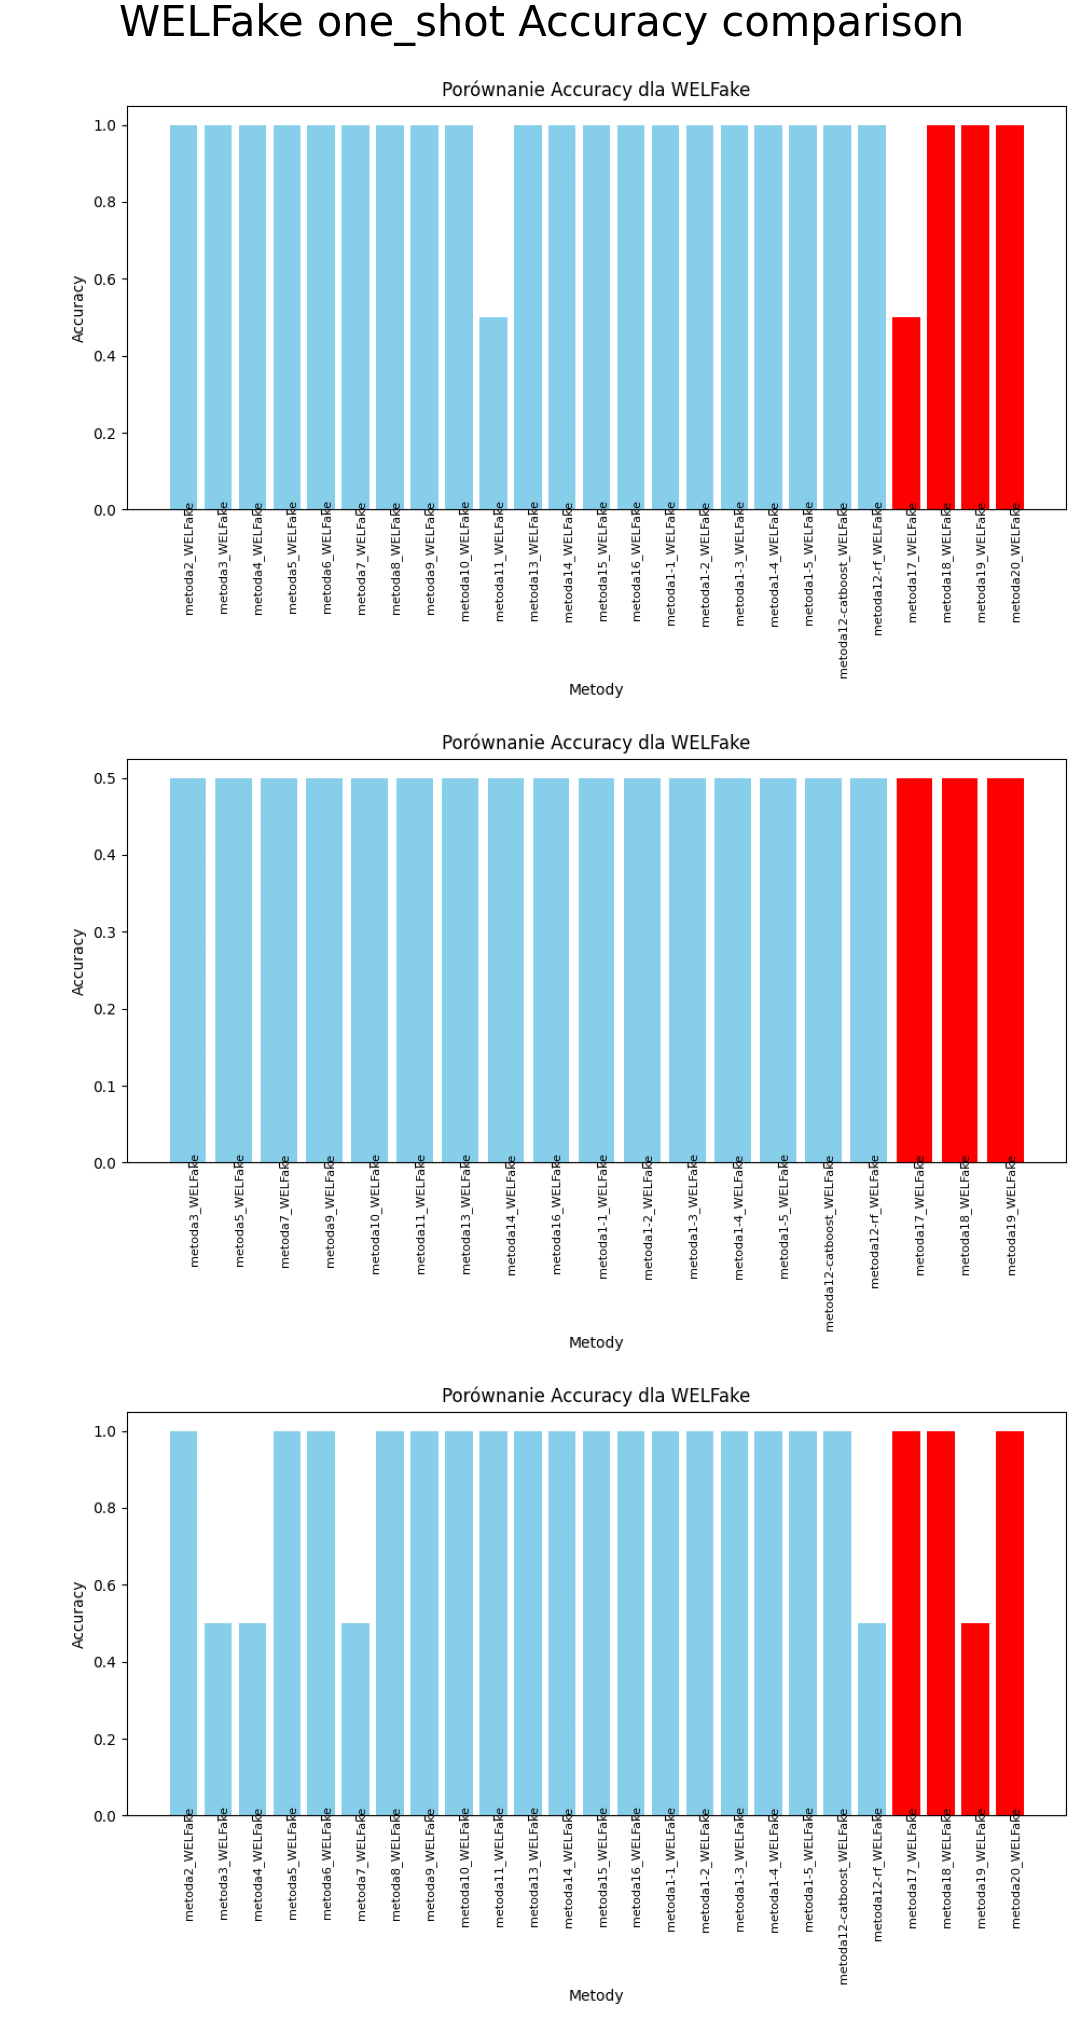 WELFake one_shot Accuracy comparison
Porównanie Accuracy dla WELFake
Accuracy
1.0
0.8
0.6
0.4
0.2
0.0
metoda2_WELFake
metoda3_WELFake
metoda4_WELFake
metoda5_WELFake
metoda6_WELFake
metoda7_WELFake
metoda8_WELFake
metoda9_WELFake
metoda10_WELFake
metoda11_WELFake
metoda13_WELFake
metoda14_WELFake
metoda15_WELFake
metoda16_WELFake
metoda1-1_WELFake
metoda1-2_WELFake
metoda1-3_WELFake
metoda1-4_WELFake
metoda1-5_WELFake
metoda12-catboost_WELFake
metoda12-rf_WELFake
metoda17_WELFake
metoda18_WELFake
metoda19_WELFake
metoda20_WELFake
Metody
Porównanie Accuracy dla WELFake
Accuracy
0.5
0.4
0.3
0.2
0.1
0.0
metoda3_WELFake
metoda5_WELFake
metoda7_WELFake
metoda9_WELFake
metoda10_WELFake
metoda11_WELFake
metoda13_WELFake
metoda14_WELFake
metoda16_WELFake
metoda1-1_WELFake
metoda1-2_WELFake
metoda1-3_WELFake
metoda1-4_WELFake
metoda1-5_WELFake
metoda12-catboost_WELFake
metoda12-rf_WELFake
metoda17_WELFake
metoda18_WELFake
metoda19_WELFake
Metody
Porównanie Accuracy dla WELFake
Accuracy
1.0
0.8
0.6
0.4
0.2
0.0
metoda2_WELFake
metoda3_WELFake
metoda4_WELFake
metoda5_WELFake
metoda6_WELFake
metoda7_WELFake
metoda8_WELFake
metoda9_WELFake
metoda10_WELFake
metoda11_WELFake
metoda13_WELFake
metoda14_WELFake
metoda15_WELFake
metoda16_WELFake
metoda1-1_WELFake
metoda1-2_WELFake
metoda1-3_WELFake
metoda1-4_WELFake
metoda1-5_WELFake
metoda12-catboost_WELFake
metoda12-rf_WELFake
metoda17_WELFake
metoda18_WELFake
metoda19_WELFake
metoda20_WELFake
Metody